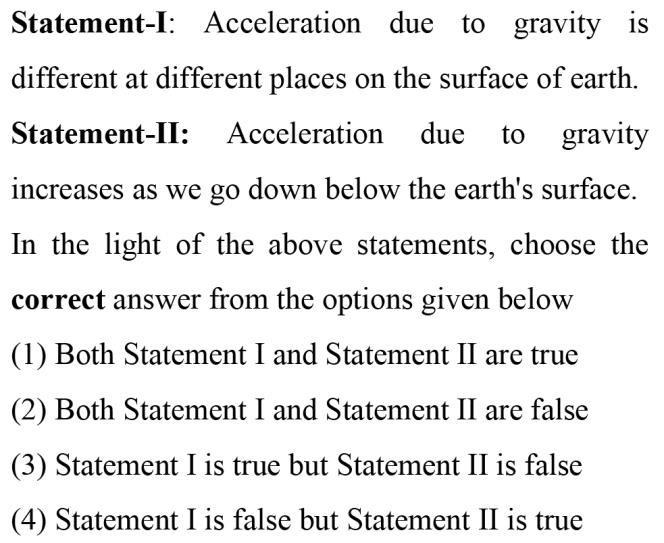 Statement-I: Acceleration due to gravity is
different at different places on the surface of earth.
Statement-II: Acceleration due to gravity
increases as we go down below the earth's surface.
In the light of the above statements, choose the
correct answer from the options given below
(1) Both Statement I and Statement II are true
(2) Both Statement I and Statement II are false
(3) Statement I is true but Statement II is false
(4) Statement I is false but Statement II is true